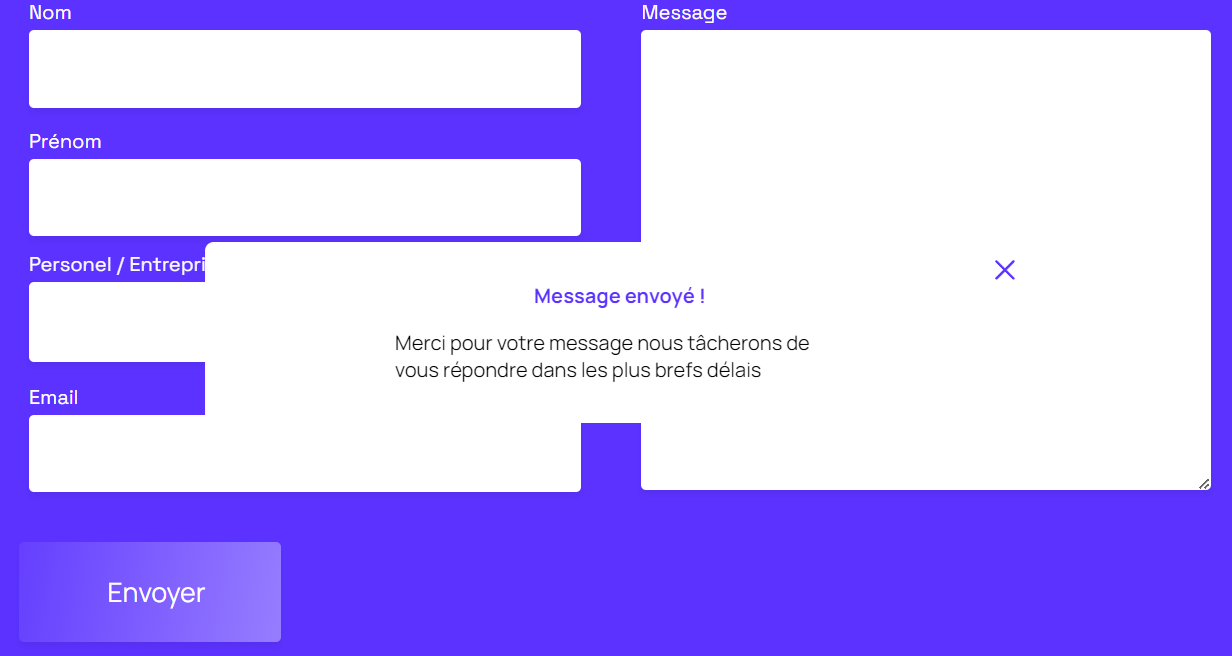 Nom
Message
Prénom
Personel / Entrepri
Message envoyé !
Merci pour votre message nous tâcherons de
vous répondre dans les plus brefs délais
Email
Envoyer